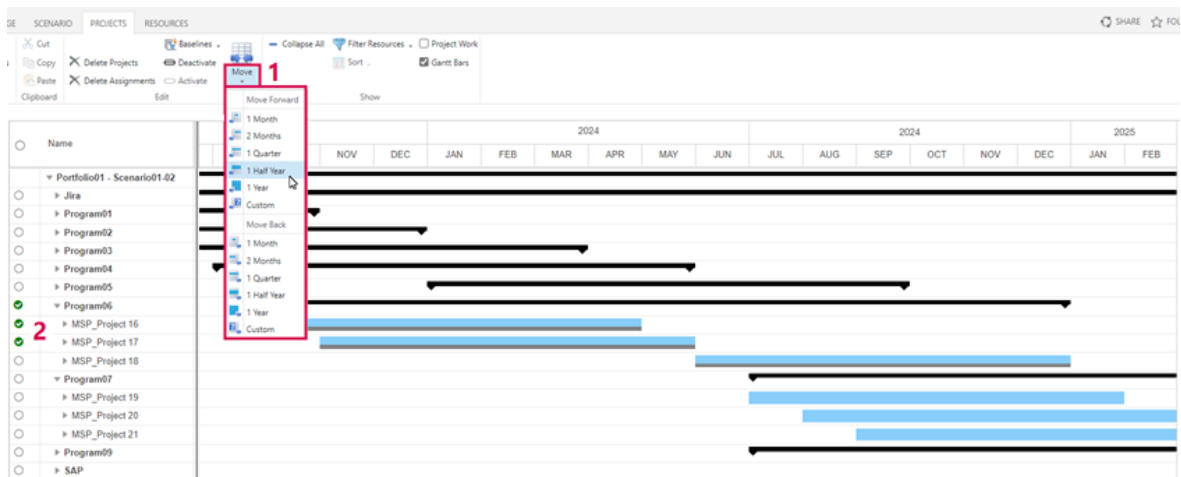 GE SCENARIO PROJECTS RESOURCES SHARE FOL
Cut Baselines Collapse All Filter Resources Project Work
Copy Delete Projects Deactivate Sort Gantt Bars
Paste Delete Assignments Activate Move 1
Clipboard Edit Show
Move Forward
1 Month
2 Months
1 Quarter
1 Half Year
1 Year
Custom
Move Back
1 Month
2 Months
1 Quarter
1 Half Year
1 Year
Custom
2024 2024 2025
Name NOV DEC JAN FEB MAR APR MAY JUN JUL AUG SEP OCT NOV DEC JAN FEB
Portfolio01 - Scenario01-02
Jira
Program01
Program02
Program03
Program04
Program05
Program06
MSP_Project 16
2
MSP_Project 17
MSP_Project 18
Program07
MSP_Project 19
MSP_Project 20
MSP_Project 21
Program09
SAP